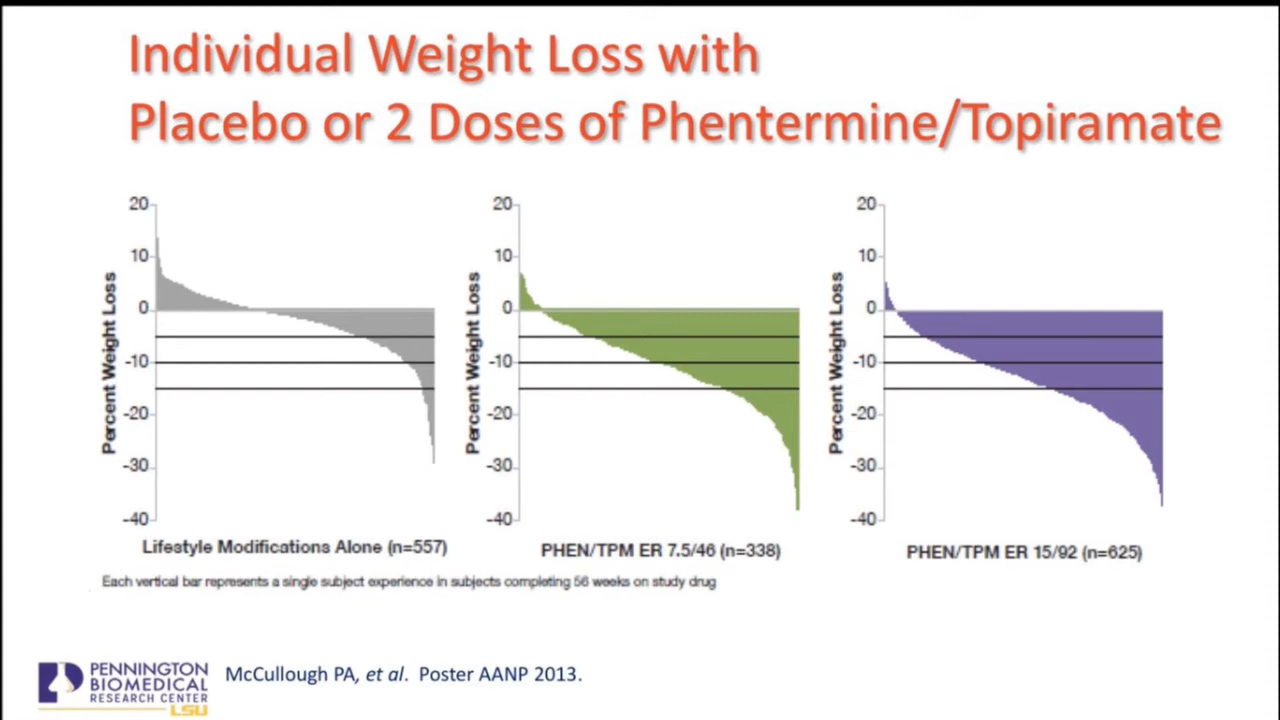 Individual Weight Loss with
Placebo or 2 Doses of Phentermine/Topiramate
Percent Weight Loss
20
10
0
-10
-20
-30
-40
Lifestyle Modifications Alone (n=557)
Percent Weight Loss
20
10
0
-10
-20
-30
-40
PHEN/TPM ER 7.5/46 (n=338)
Percent Weight Loss
20
10
0
-10
-20
-30
-40
PHEN/TPM ER 15/92 (n=625)
Each vertical bar represents a single subject experience in subjects completing 56 weeks on study drug
PENNINGTON
BIOMEDICAL
RESEARCH CENTER
LSU
McCullough PA, et al. Poster AANP 2013.